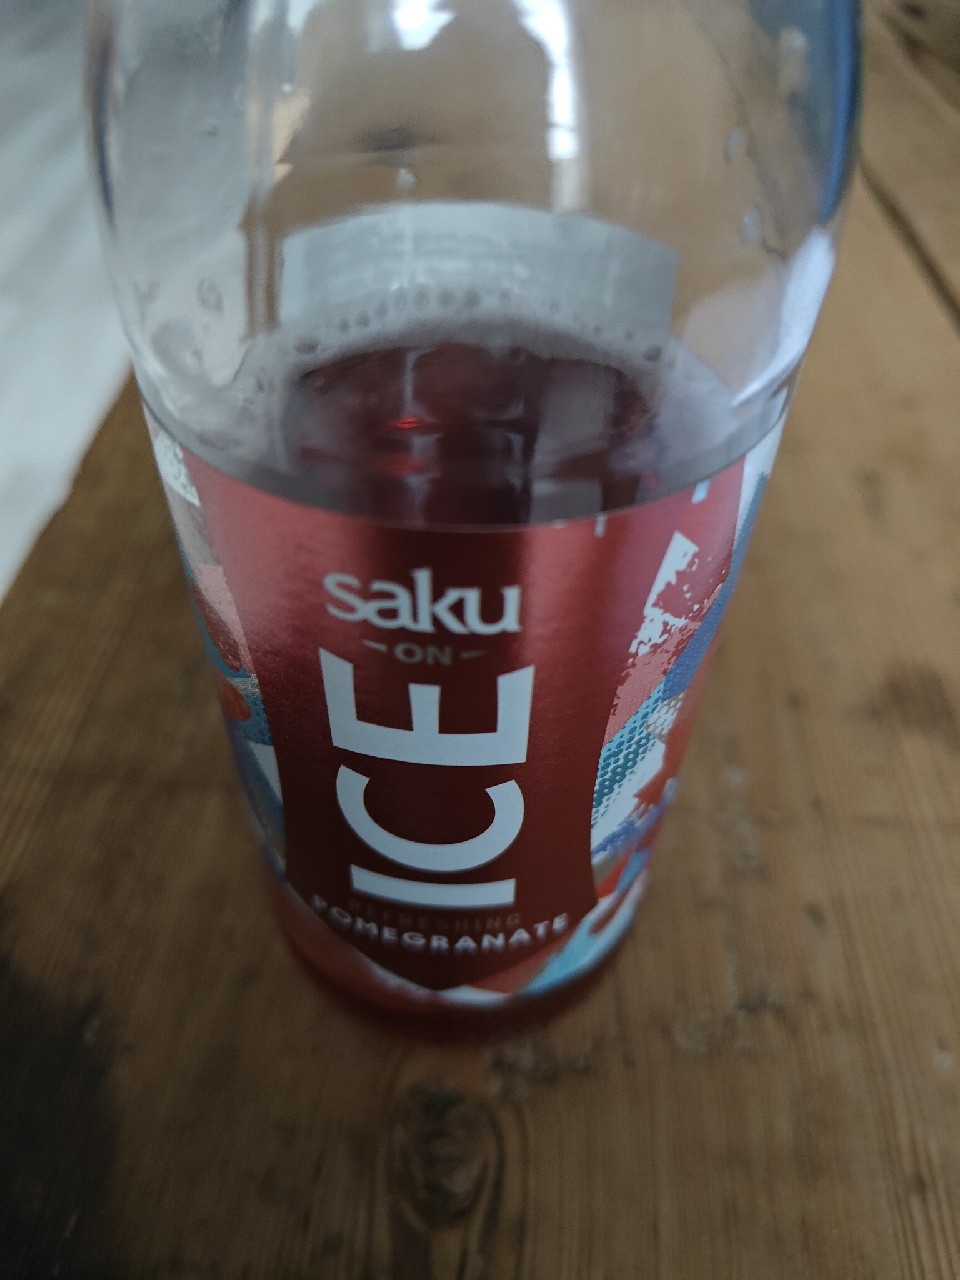 saku
- ON -
ICE
REFRESHING
POMEGRANATE